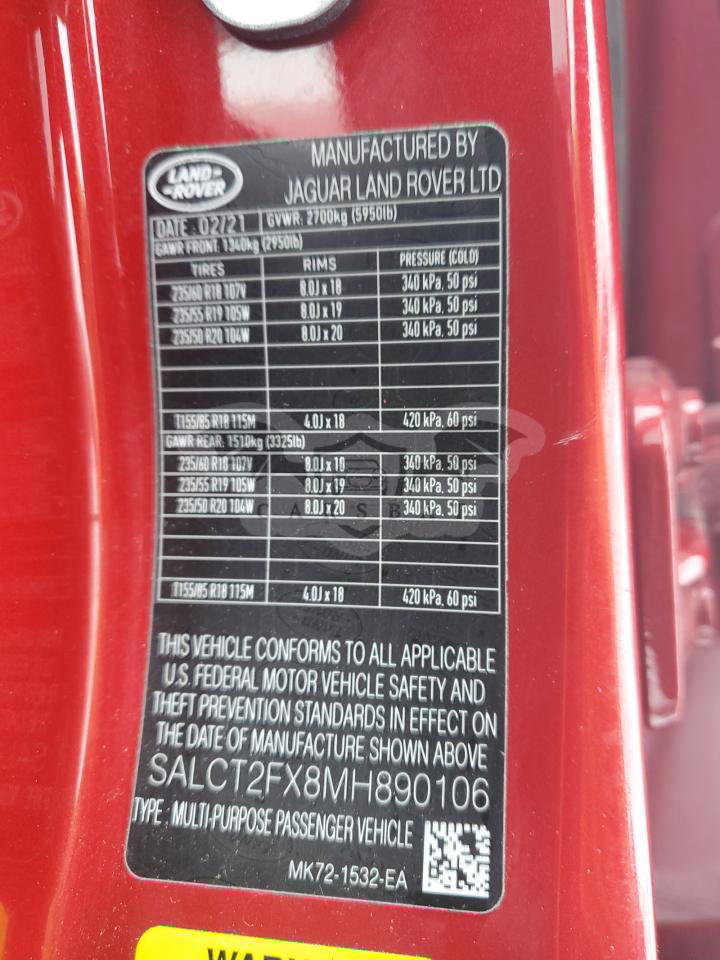 LAND-
-ROVER
MANUFACTURED BY
JAGUAR LAND ROVER LTD
DATE : 02/21 GVWR: 2700kg (5950lb)
GAWR FRONT: 1340kg (2950lb)
TIRES RIMS PRESSURE (COLD)
235/60 R18 107V 8.0J x 18 340 kPa, 50 psi
235/55 R19 105W 8.0J x 19 340 kPa, 50 psi
235/50 R20 104W 8.0J x 20 340 kPa, 50 psi
T155/85 R18 115M 4.0J x 18 420 kPa, 60 psi
GAWR REAR: 1510kg (3325lb)
235/60 R18 107V 8.0J x 18 340 kPa, 50 psi
235/55 R19 105W 8.0J x 19 340 kPa, 50 psi
235/50 R20 104W 8.0J x 20 340 kPa, 50 psi
T155/85 R18 115M 4.0J x 18 420 kPa, 60 psi
THIS VEHICLE CONFORMS TO ALL APPLICABLE
U.S. FEDERAL MOTOR VEHICLE SAFETY AND
THEFT PREVENTION STANDARDS IN EFFECT ON
THE DATE OF MANUFACTURE SHOWN ABOVE
SALCT2FX8MH890106
TYPE : MULTI-PURPOSE PASSENGER VEHICLE
MK72-1532-EA